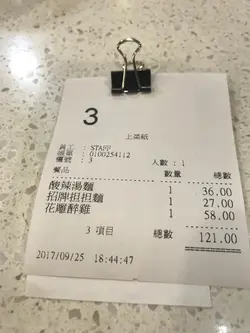 3
上菜紙
員工 : STAFF
賬單 : 0100254112
檯號 : 3 人數 : 1
餐品 數量 總數
酸辣湯麵 1 36.00
招牌担担麵 1 27.00
花雕醉雞 1 58.00
3 項目 總數 121.00
2017/09/25 18:44:47